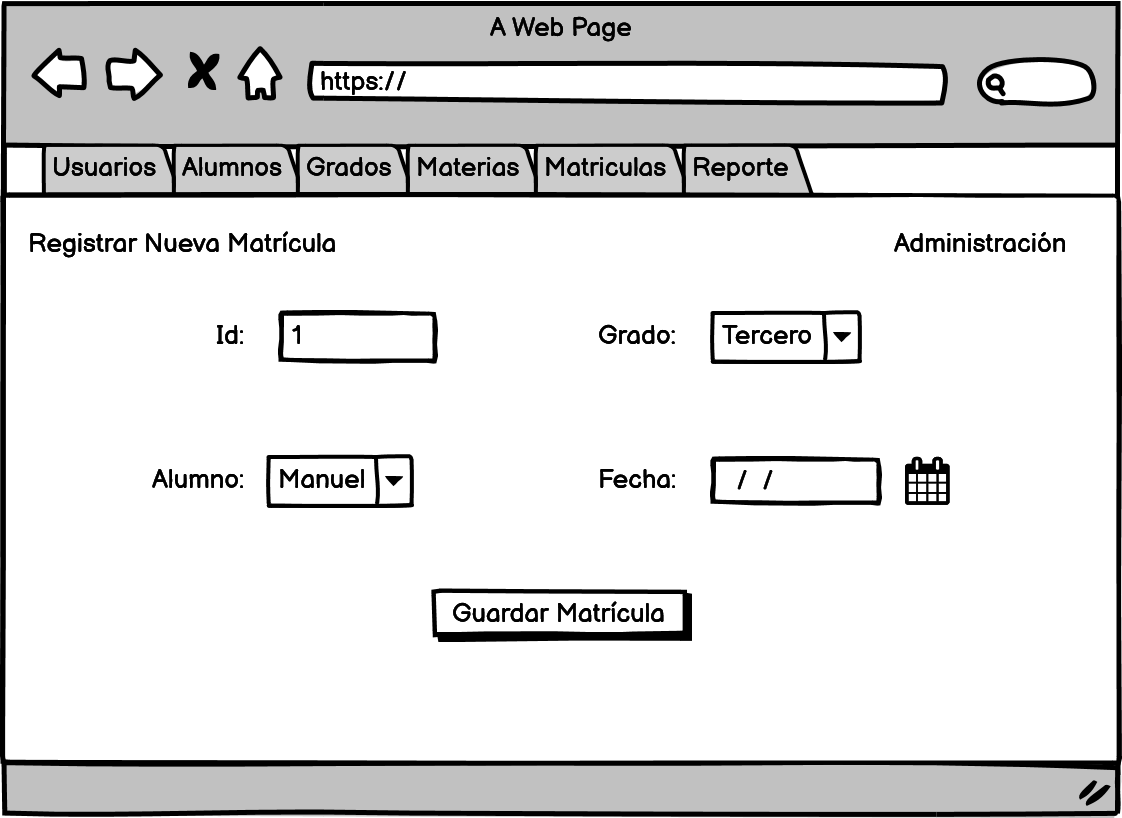 A Web Page
https://
Usuarios Alumnos Grados Materias Matriculas Reporte
Registrar Nueva Matrícula Administración
Id: 1 Grado: Tercero
Alumno: Manuel Fecha: / /
Guardar Matrícula